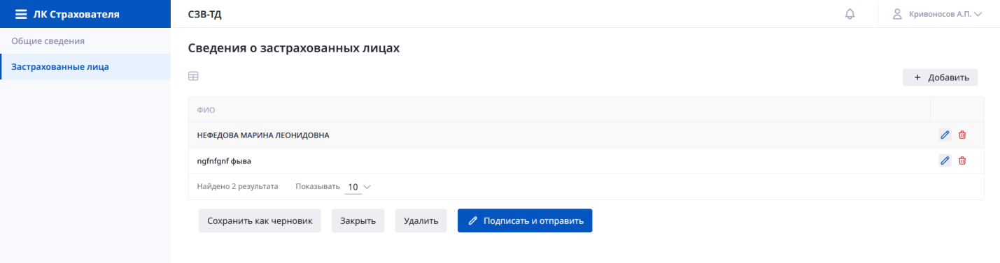 ЛК Страхователя
СЗВ-ТД
Кривоносов А.П.
Общие сведения
Застрахованные лица
Сведения о застрахованных лицах
+ Добавить
ФИО
НЕФЕДОВА МАРИНА ЛЕОНИДОВНА
ngfnfgnf фыва
Найдено 2 результата Показывать 10
Сохранить как черновик Закрыть Удалить Подписать и отправить